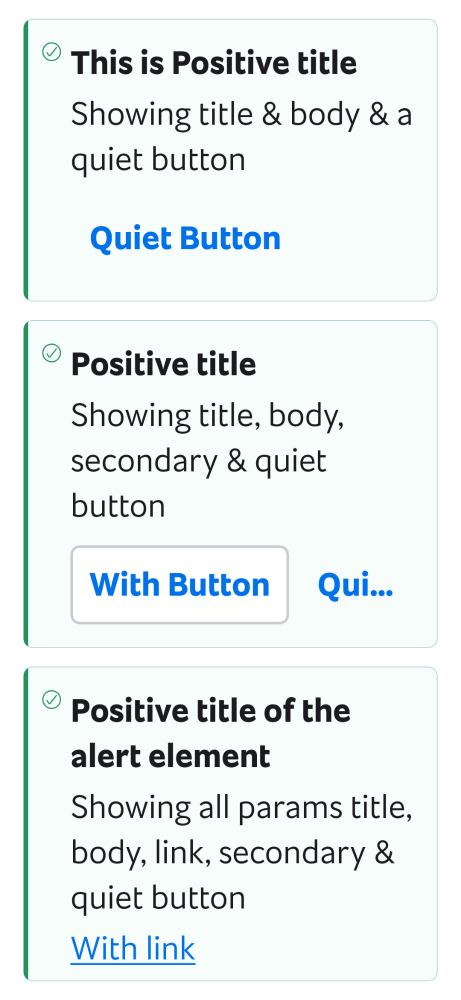 This is Positive title
Showing title & body & a
quiet button
Quiet Button
Positive title
Showing title, body,
secondary & quiet
button
With Button
Qui...
Positive title of the
alert element
Showing all params title,
body, link, secondary &
quiet button
With link